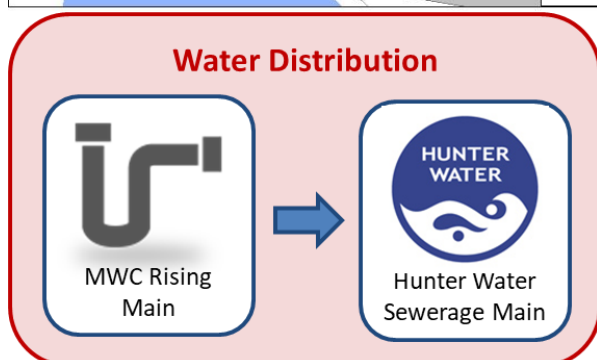 Water Distribution
MWC Rising
Main
HUNTER
WATER
Hunter Water
Sewerage Main